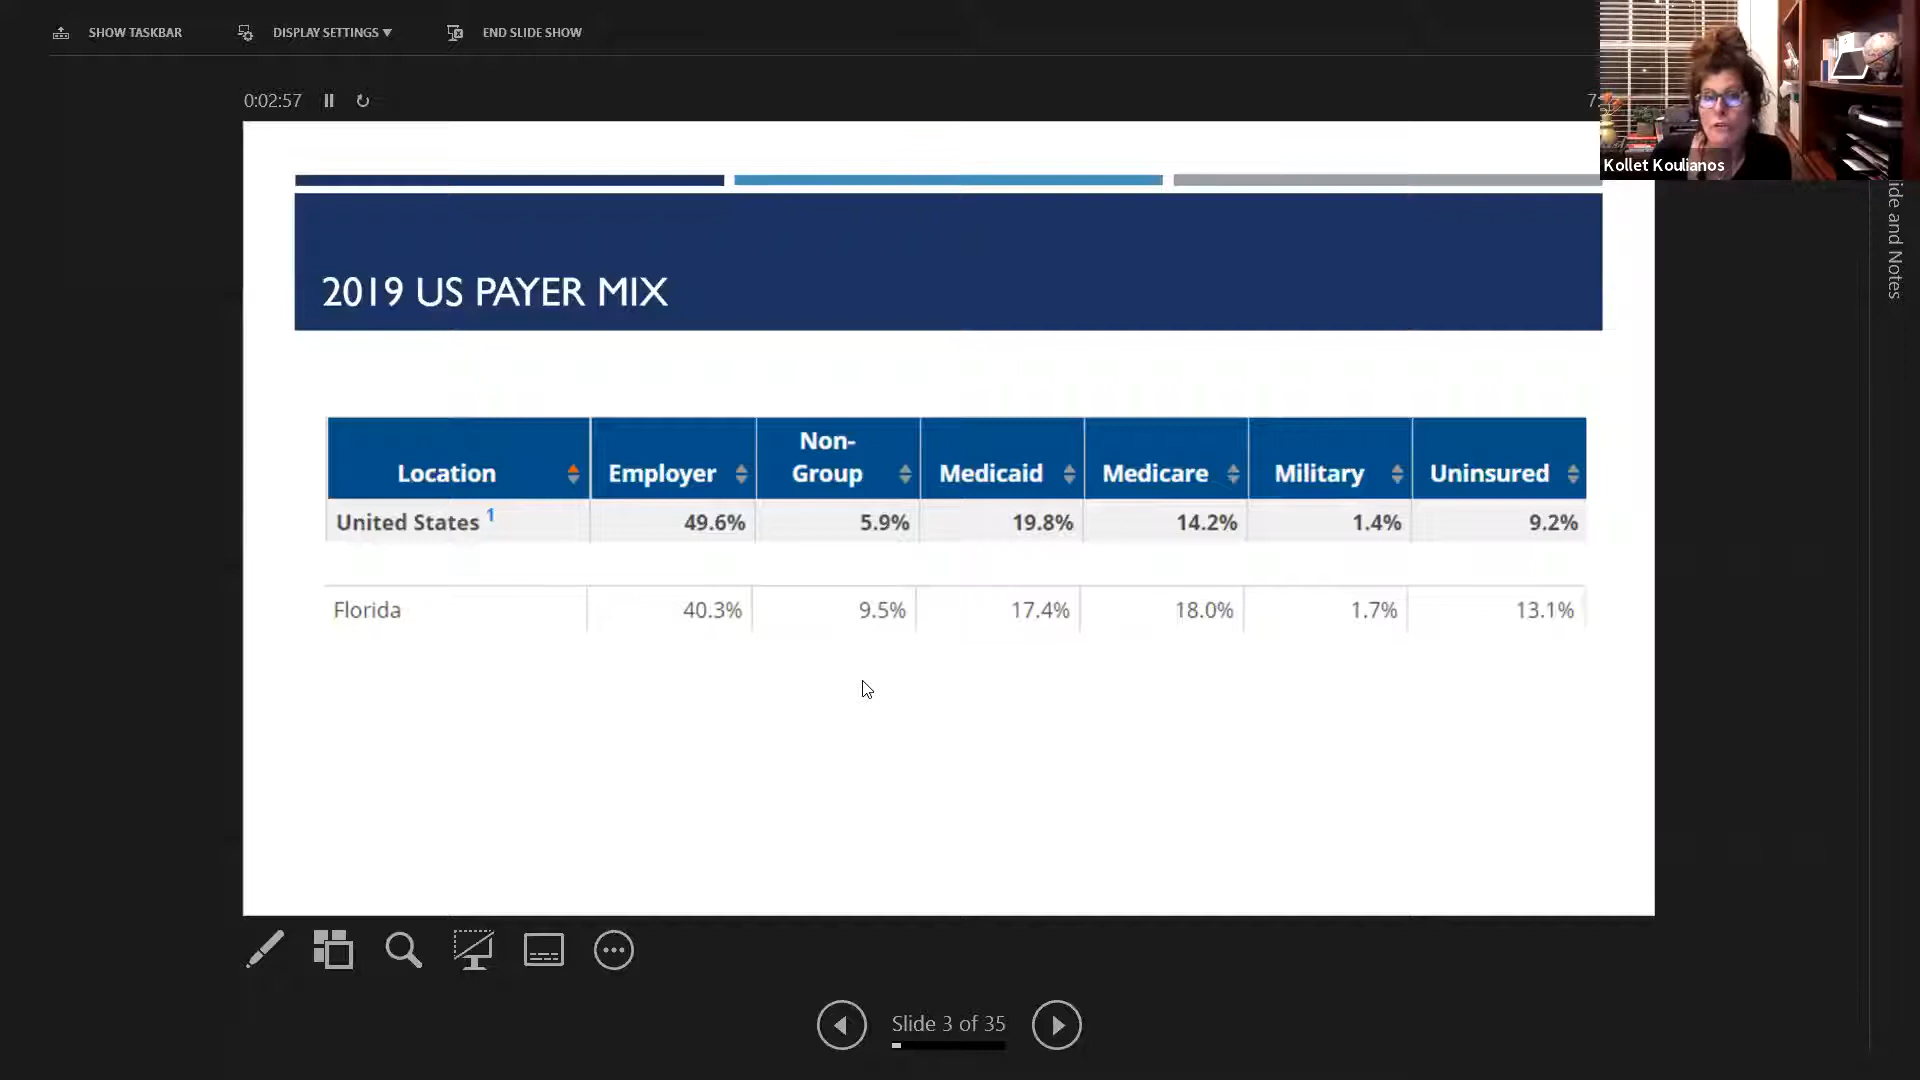 SHOW TASKBAR
DISPLAY SETTINGS ▼
END SLIDE SHOW
0:02:57
Kollet Koulianos
and Notes
2019 US PAYER MIX
Location Employer Non-Group Medicaid Medicare Military Uninsured
United States 1 49.6% 5.9% 19.8% 14.2% 1.4% 9.2%
Florida 40.3% 9.5% 17.4% 18.0% 1.7% 13.1%
Slide 3 of 35